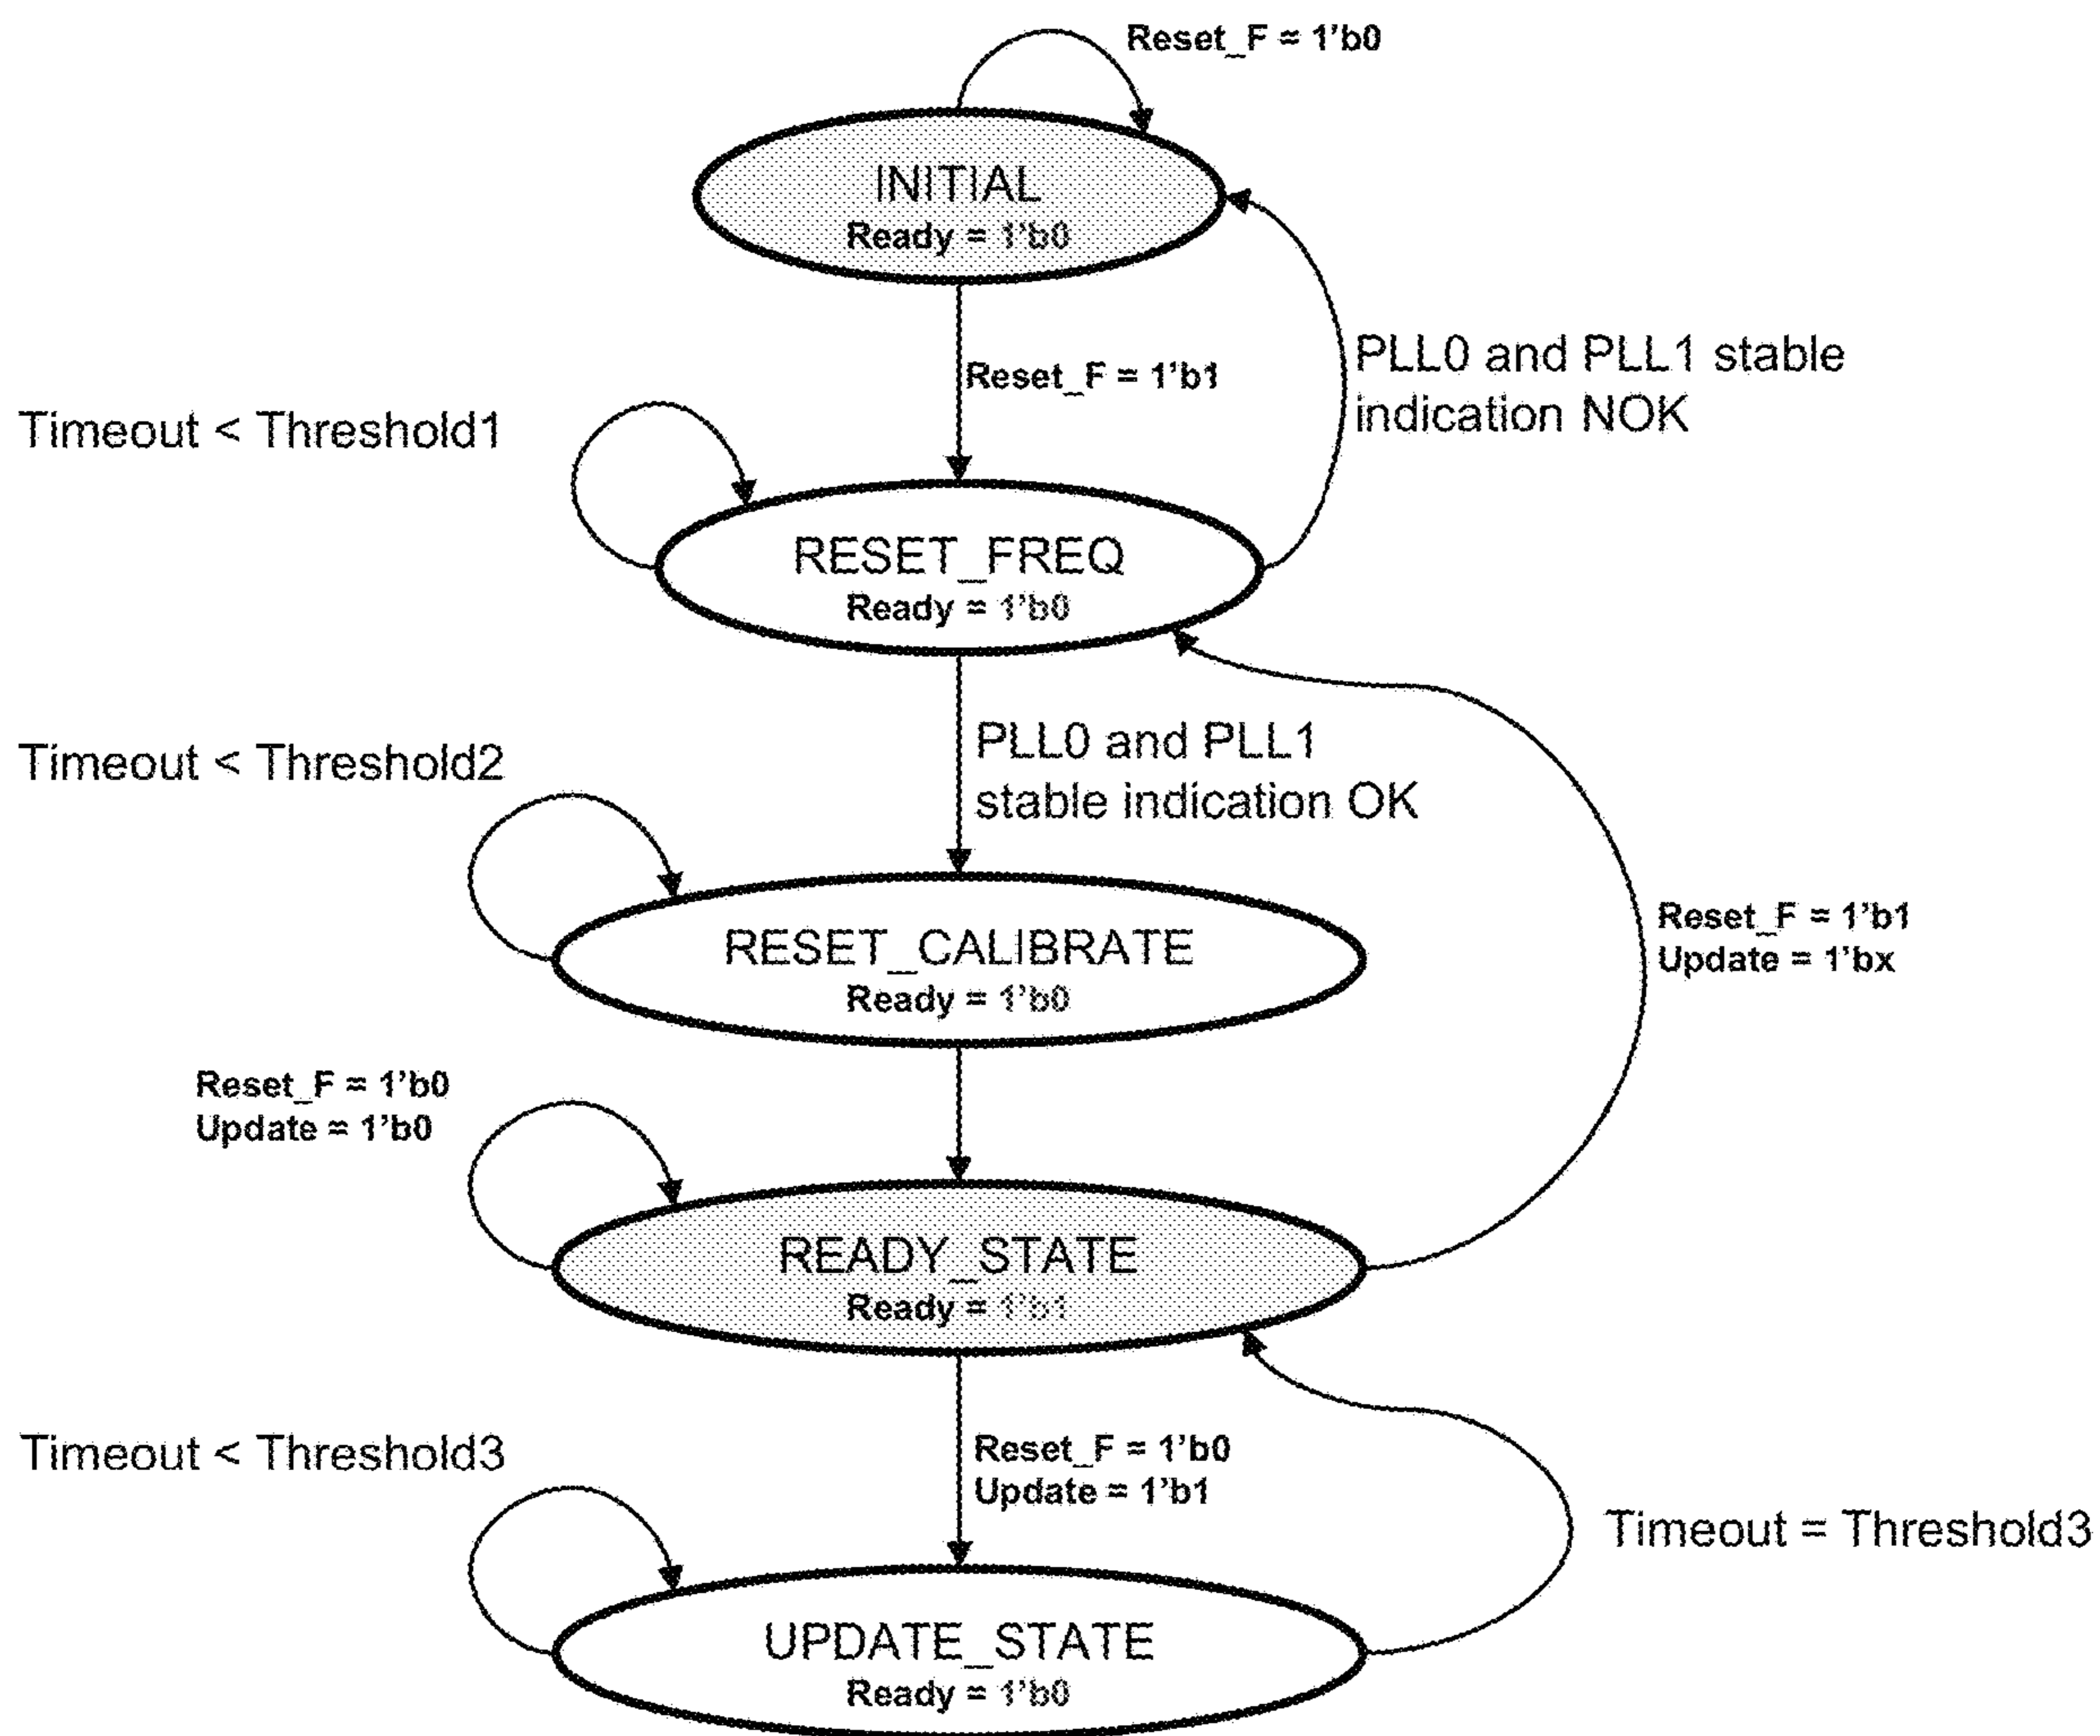 Reset_F = 1'b0
INITIAL
Ready = 1'b0
Reset_F = 1'b1
PLL0 and PLL1 stable
indication NOK
Timeout < Threshold1
RESET_FREQ
Ready = 1'b0
PLL0 and PLL1
stable indication OK
Timeout < Threshold2
RESET_CALIBRATE
Ready = 1'b0
Reset_F = 1'b1
Update = 1'bx
Reset_F = 1'b0
Update = 1'b0
READY_STATE
Ready = 1'b1
Reset_F = 1'b0
Update = 1'b1
Timeout < Threshold3
Timeout = Threshold3
UPDATE_STATE
Ready = 1'b0